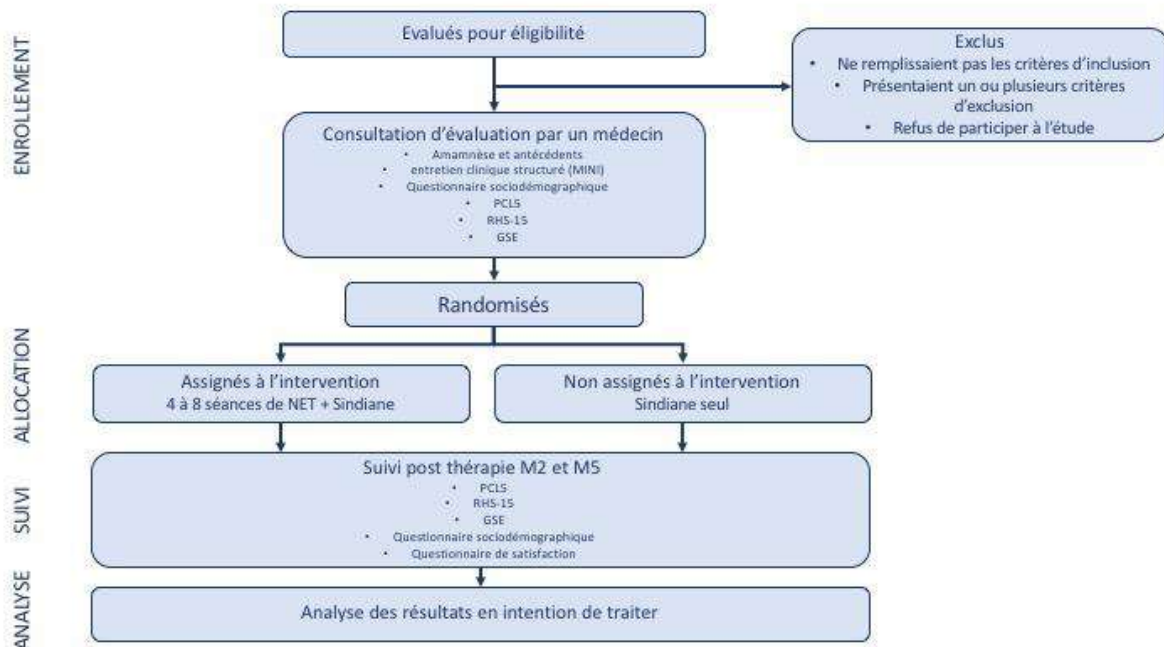 ENROLLEMENT
Evalués pour éligibilité
Exclus
• Ne remplissaient pas les critères d'inclusion
• Présentaient un ou plusieurs critères
d'exclusion
• Refus de participer à l'étude
Consultation d'évaluation par un médecin
• Amamnèse et antécédents
• entretien clinique structuré (MINI)
• Questionnaire sociodémographique
• PCL5
• RHS-15
• GSE
Randomisés
ALLOCATION
Assignés à l'intervention
4 à 8 séances de NET + Sindiane
Non assignés à l'intervention
Sindiane seul
SUIVI
Suivi post thérapie M2 et M5
• PCL5
• RHS-15
• GSE
• Questionnaire sociodémographique
• Questionnaire de satisfaction
ANALYSE
Analyse des résultats en intention de traiter